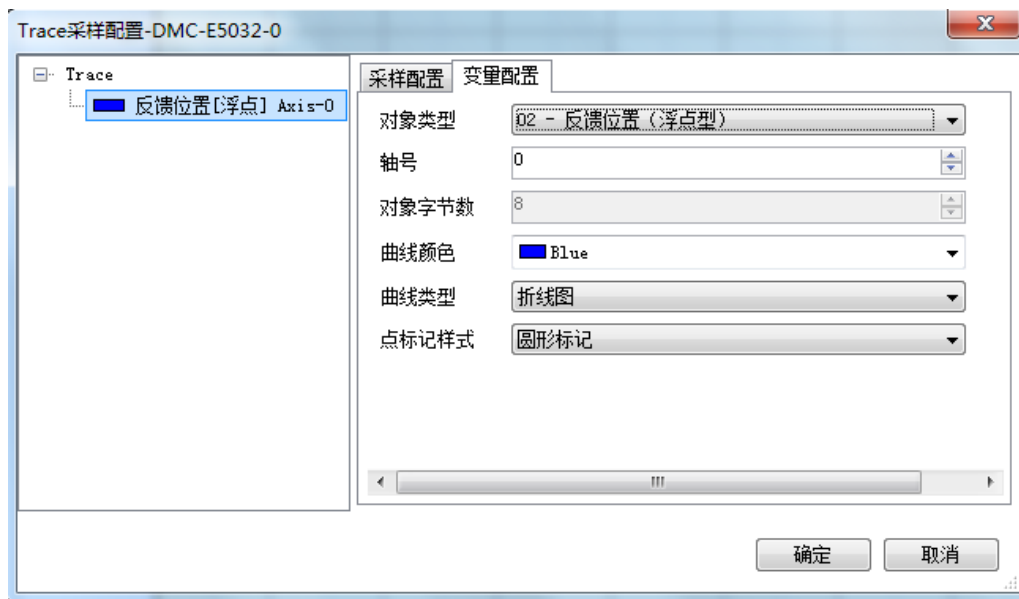 Trace采样配置-DMC-E5032-0
Trace
反馈位置[浮点] Axis-0
采样配置 变量配置
对象类型 02 - 反馈位置（浮点型）
轴号 0
对象字节数 8
曲线颜色 Blue
曲线类型 折线图
点标记样式 圆形标记
确定 取消